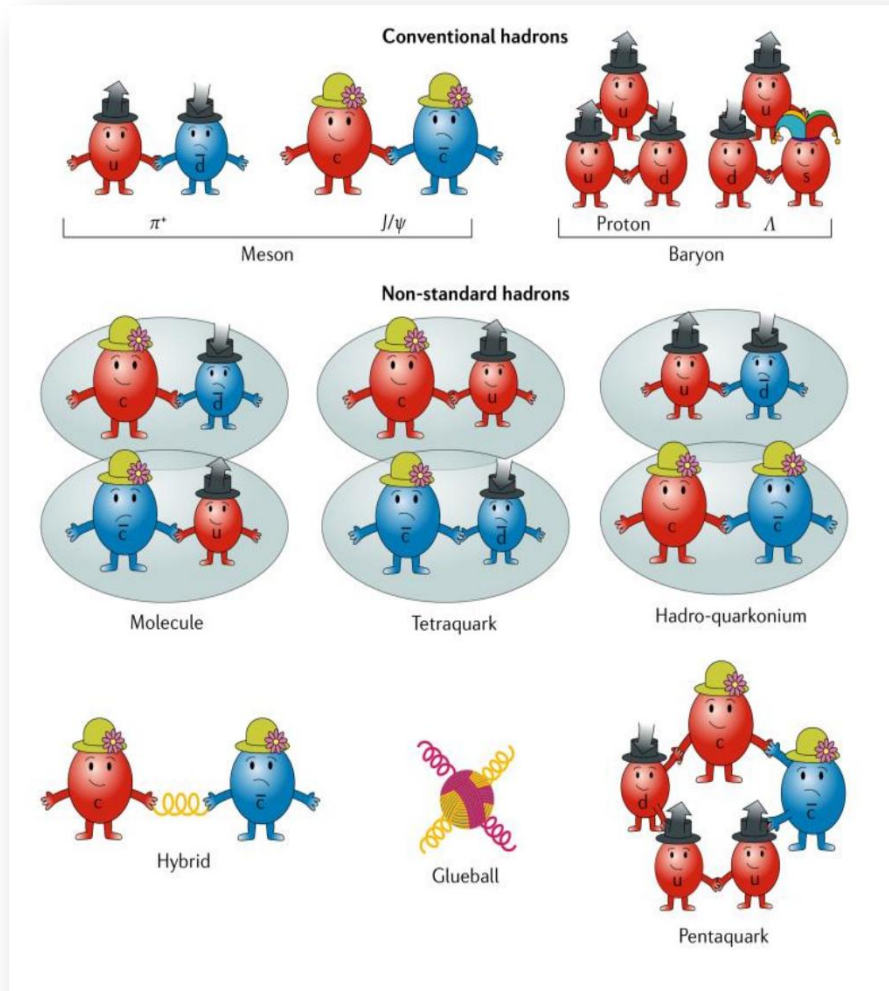 Conventional hadrons
u d̅ c c̅ u u d u d s
π⁺ J/ψ Proton Λ
Meson Baryon
Non-standard hadrons
c d̅ c u u d̅
c̅ u c̅ d̅ c c̅
Molecule Tetraquark Hadro-quarkonium
c c̅
Hybrid
Glueball
c
d c̅
u u
Pentaquark